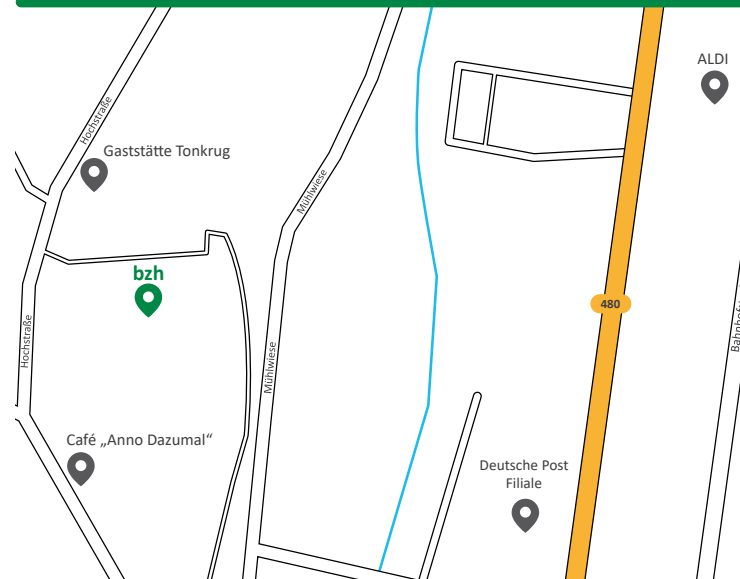 ALDI
Hochstraße
Gaststätte Tonkrug
Mühlwiese
bzh
480
Hochstraße
Mühlwiese
Café „Anno Dazumal“
Deutsche Post
Filiale